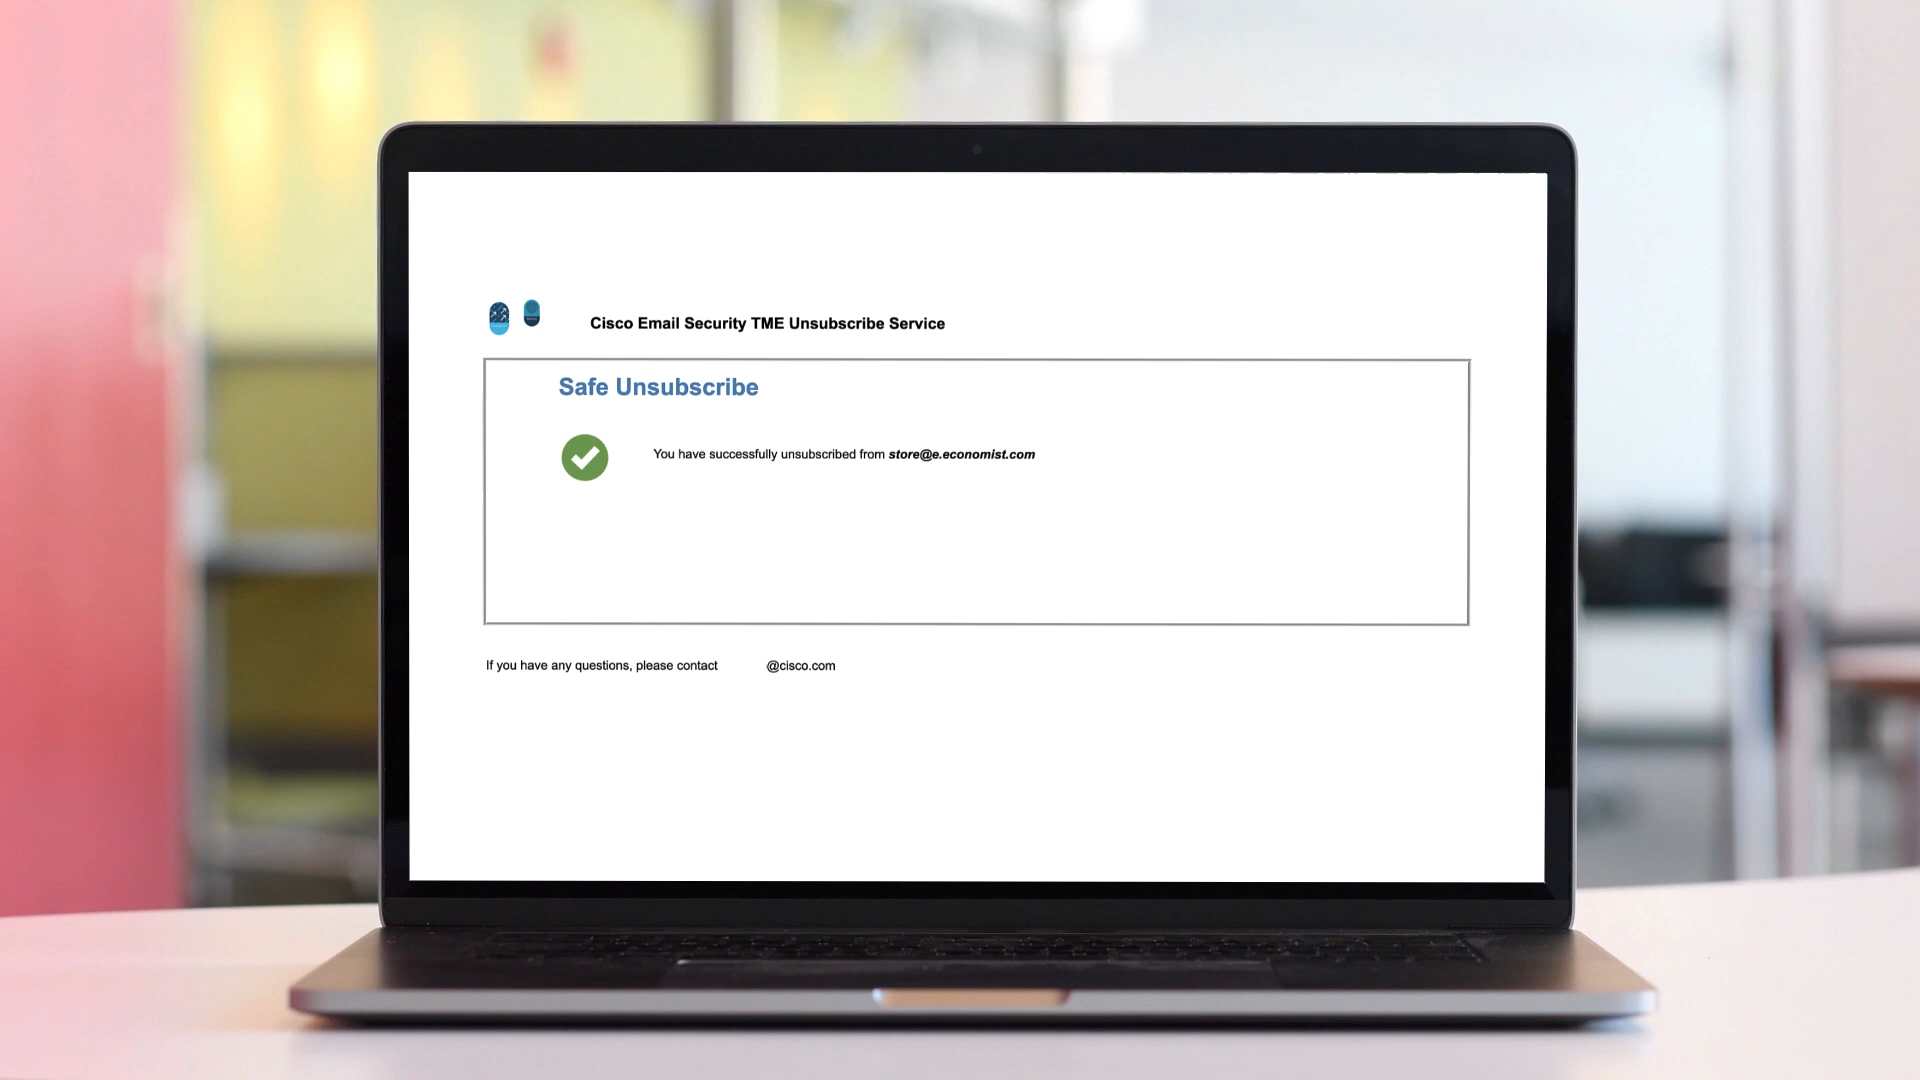 Cisco Email Security TME Unsubscribe Service
Safe Unsubscribe
You have successfully unsubscribed from store@e.economist.com
If you have any questions, please contact @cisco.com